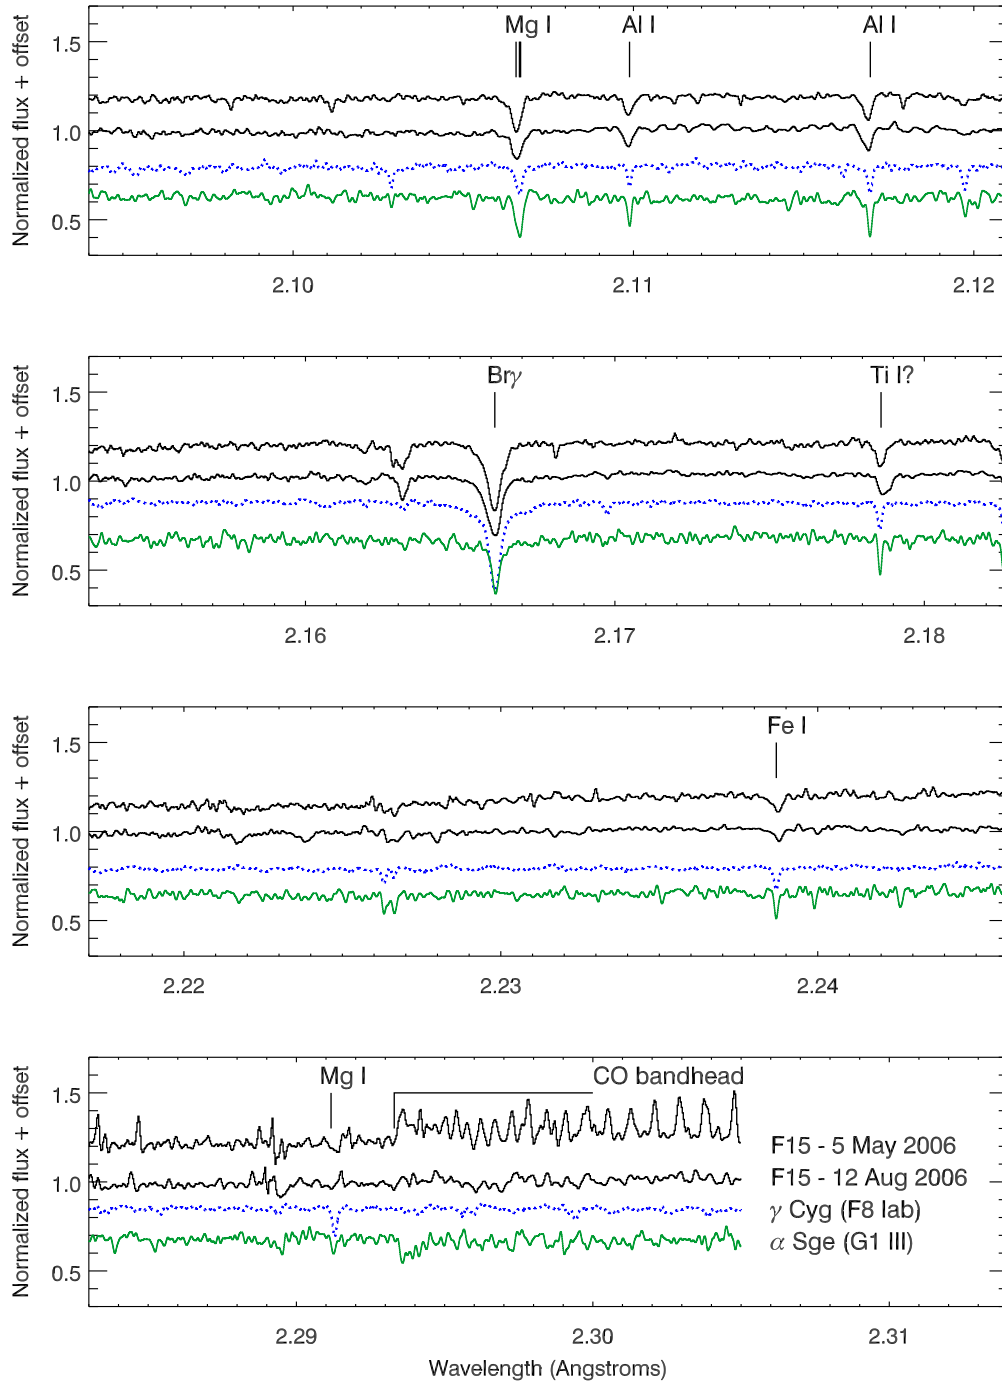 Mg I
Al I
Al I
Normalized flux + offset
1.5
1.0
0.5
2.10
2.11
2.12
Brγ
Ti I?
Normalized flux + offset
1.5
1.0
0.5
2.16
2.17
2.18
Fe I
Normalized flux + offset
1.5
1.0
0.5
2.22
2.23
2.24
Mg I
CO bandhead
Normalized flux + offset
1.5
1.0
0.5
F15 - 5 May 2006
F15 - 12 Aug 2006
γ Cyg (F8 Iab)
α Sge (G1 III)
2.29
2.30
2.31
Wavelength (Angstroms)